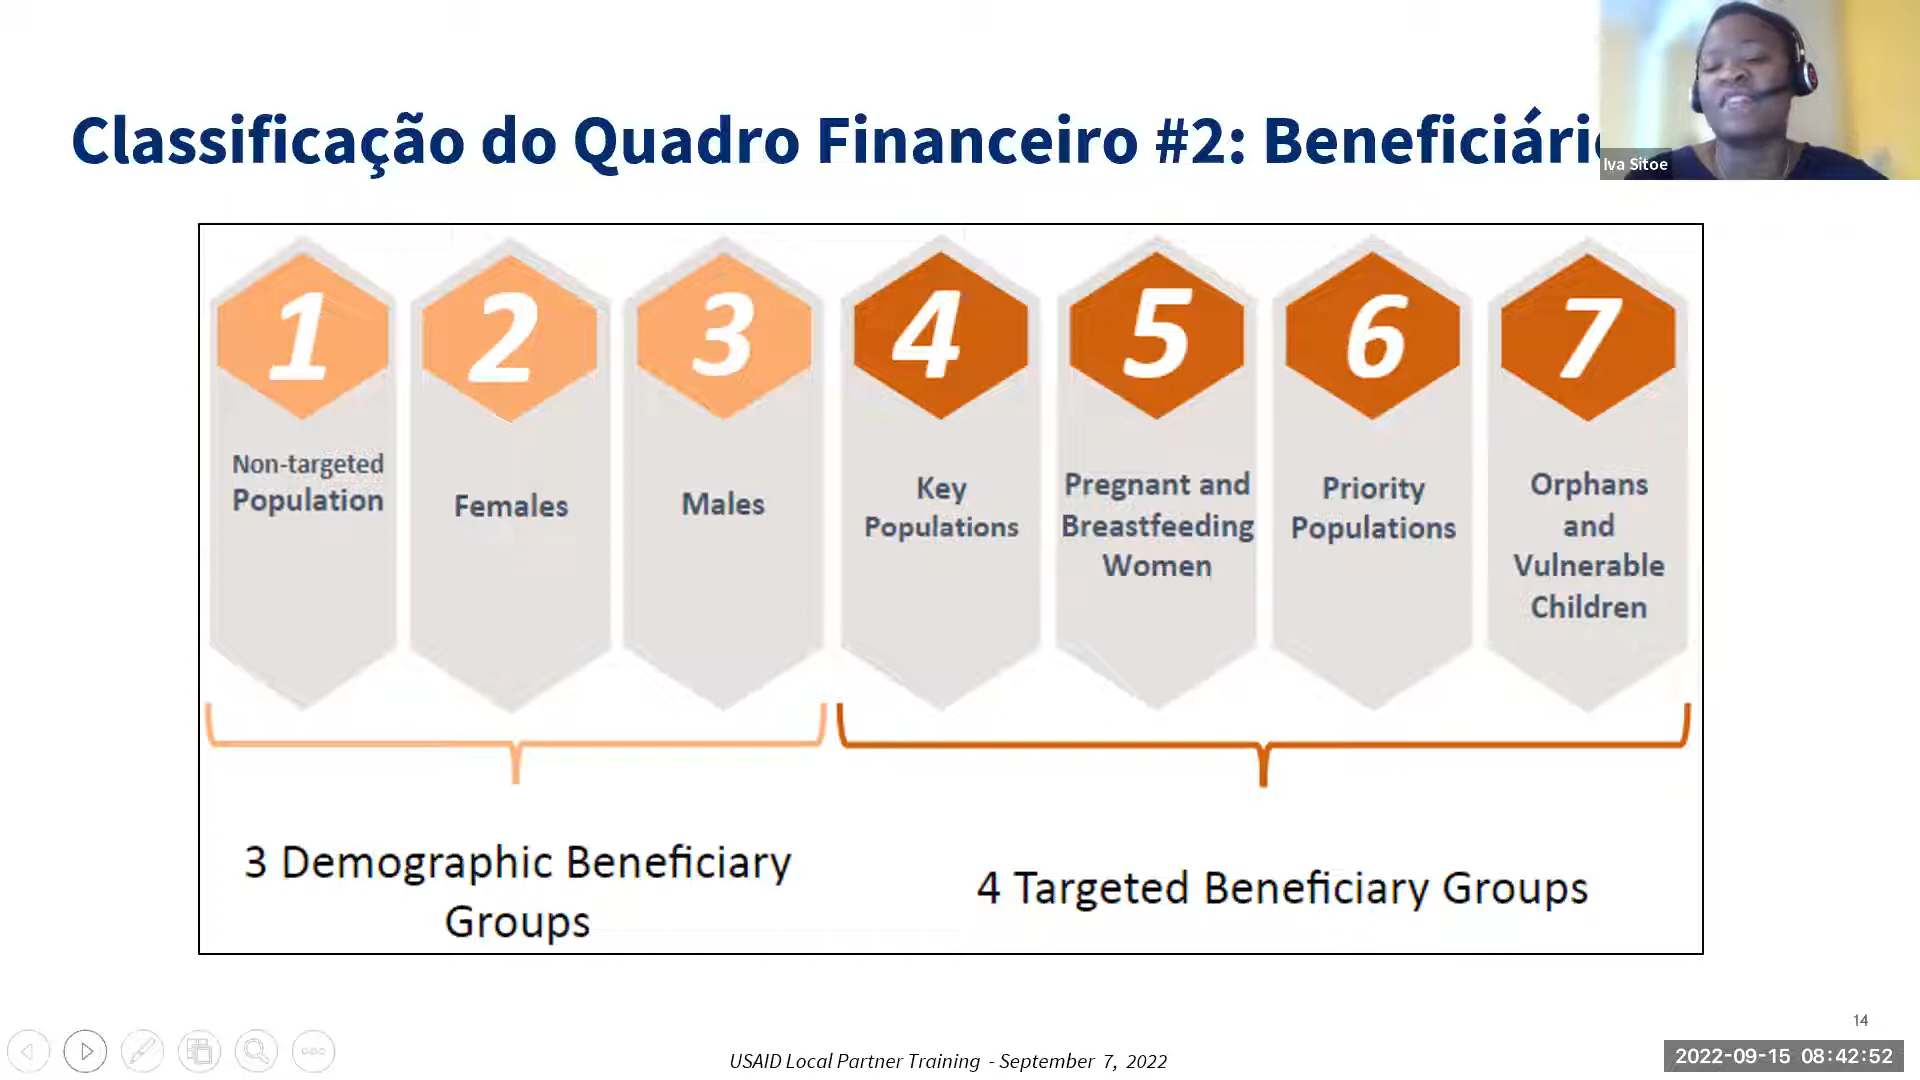 Classificação do Quadro Financeiro #2:
Iva Sitoe
1
2
3
4
5
6
7
Non-targeted
Population
Females
Males
Key
Populations
Pregnant and
Breastfeeding
Women
Priority
Populations
Orphans
and
Vulnerable
Children
3 Demographic Beneficiary
Groups
4 Targeted Beneficiary Groups
14
USAID Local Partner Training - September 7, 2022
2022-09-15 08:42:52